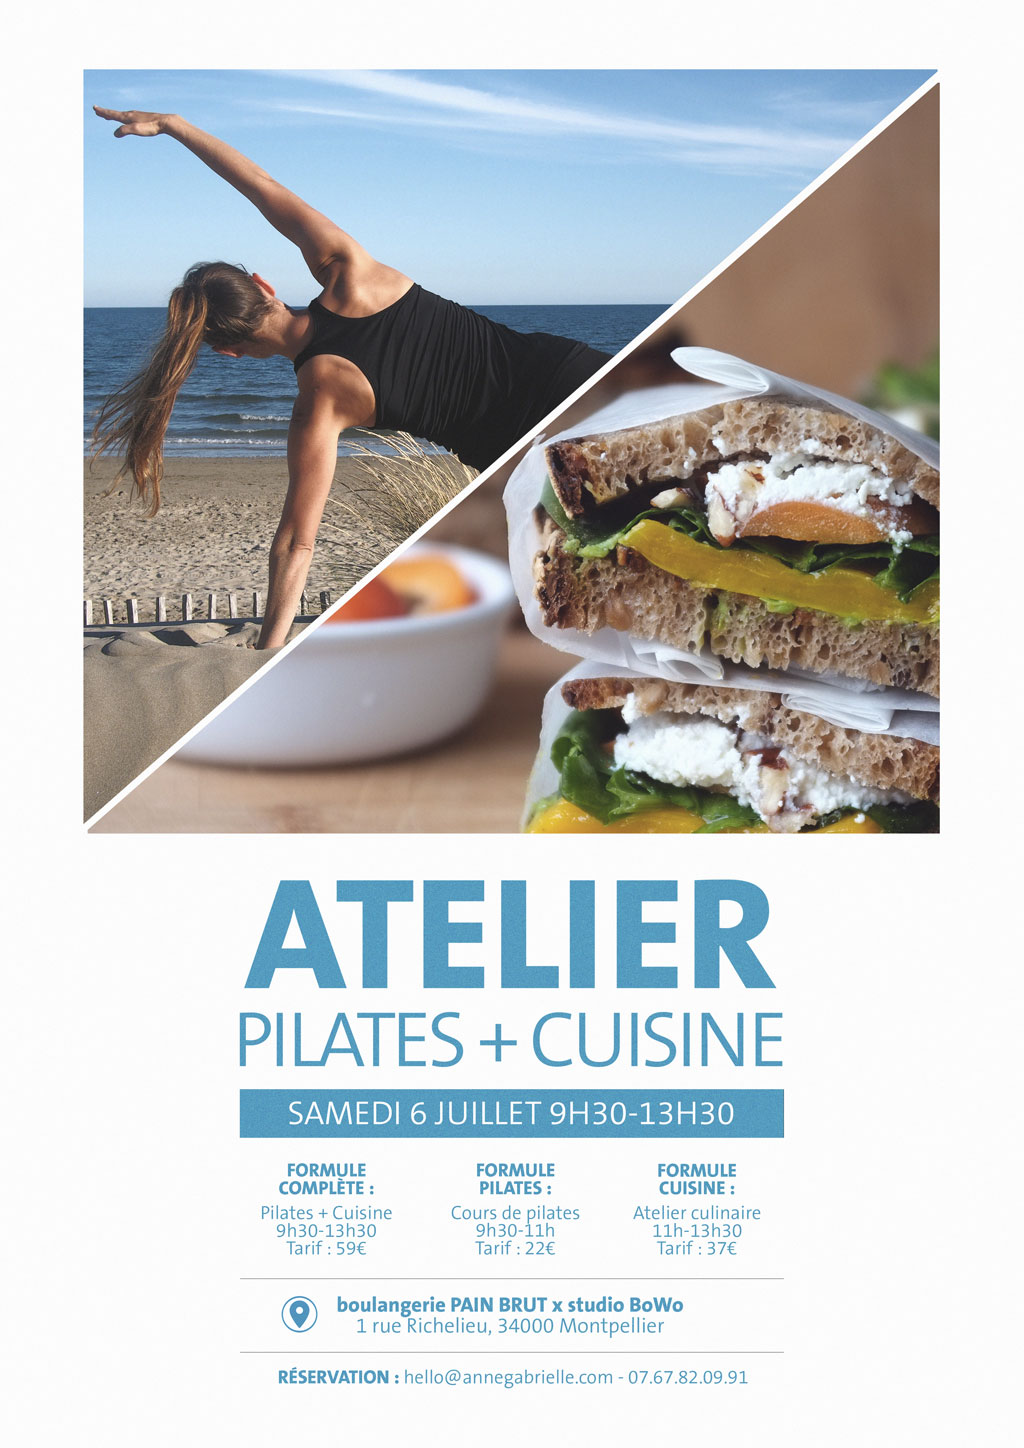 ATELIER
PILATES + CUISINE
SAMEDI 6 JUILLET 9H30-13H30
FORMULE
COMPLÈTE :
Pilates + Cuisine
9h30-13h30
Tarif : 59€
FORMULE
PILATES :
Cours de pilates
9h30-11h
Tarif : 22€
FORMULE
CUISINE :
Atelier culinaire
11h-13h30
Tarif : 37€
boulangerie PAIN BRUT x studio BoWo
1 rue Richelieu, 34000 Montpellier
RÉSERVATION : hello@annegabrielle.com - 07.67.82.09.91